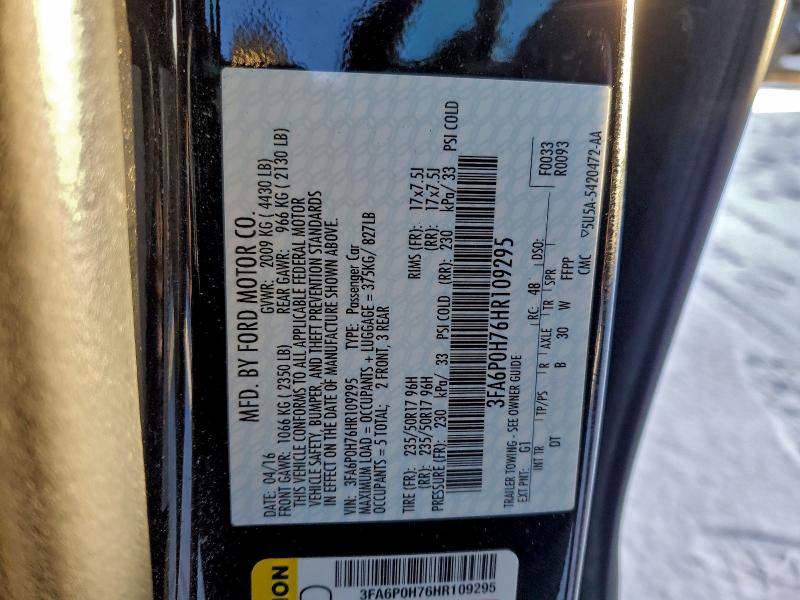 MFD. BY FORD MOTOR CO.
DATE: 04/16 GVWR: 2009 KG ( 4430 LB)
FRONT GAWR: 1066 KG ( 2350 LB) REAR GAWR: 966 KG ( 2130 LB)
THIS VEHICLE CONFORMS TO ALL APPLICABLE FEDERAL MOTOR
VEHICLE SAFETY, BUMPER, AND THEFT PREVENTION STANDARDS
IN EFFECT ON THE DATE OF MANUFACTURE SHOWN ABOVE.
VIN: 3FA6P0H76HR109295 TYPE: Passenger Car
MAXIMUM LOAD = OCCUPANTS + LUGGAGE = 375KG/ 827LB
OCCUPANTS = 5 TOTAL; 2 FRONT, 3 REAR
TIRE (FR): 235/50R17 96H RIMS (FR): 17x7.5J
(RR): 235/50R17 96H (RR): 17x7.5J
PRESSURE (FR): 230 kPa/ 33 PSI COLD (RR): 230 kPa/ 33 PSI COLD
3FA6P0H76HR109295
TRAILER TOWING - SEE OWNER GUIDE
EXT PNT: G1 RC: 48 DSO: F0033
R0093
INT TR TP/PS R AXLE TR SPR
DT B 30 W FFPP
CMC ▽5U5A-5420472-AA
ION
3FA6P0H76HR109295